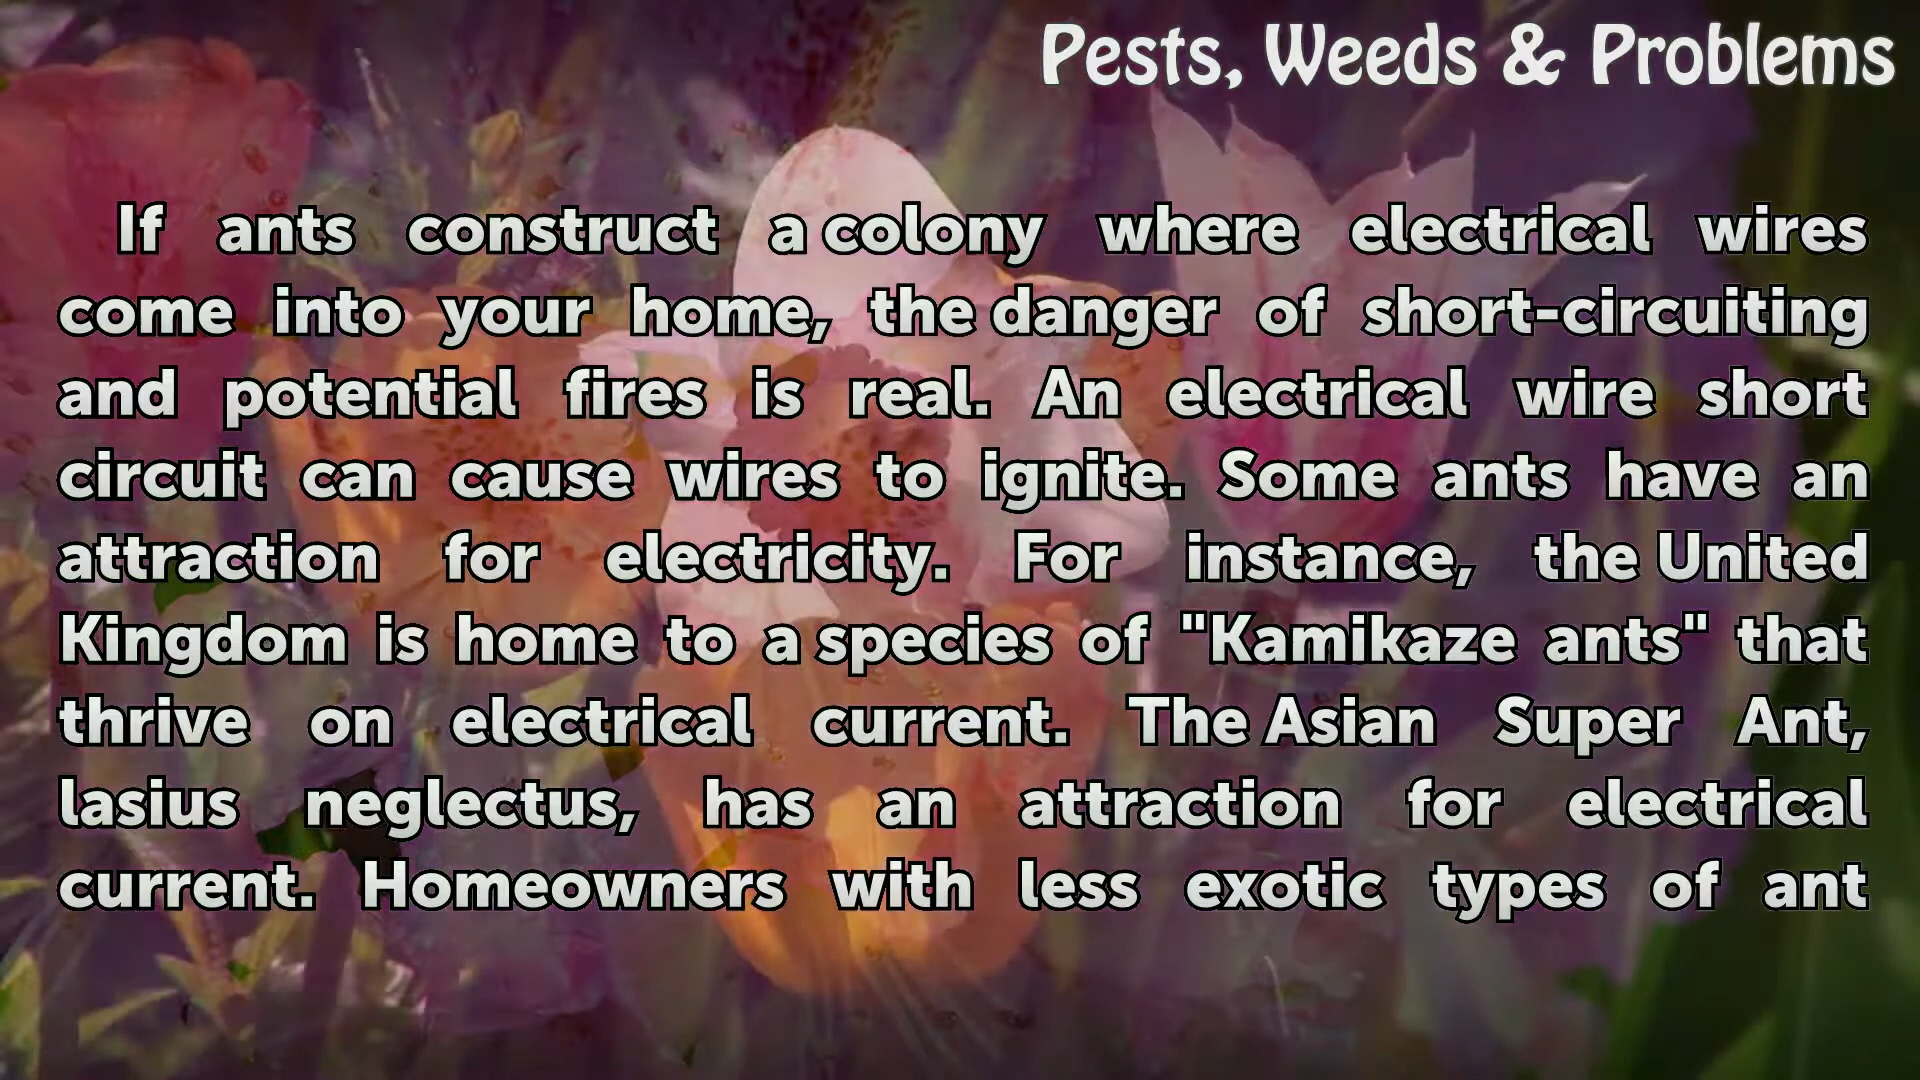 Pests, Weeds & Problems
If ants construct a colony where electrical wires
come into your home, the danger of short-circuiting
and potential fires is real. An electrical wire short
circuit can cause wires to ignite. Some ants have an
attraction for electricity. For instance, the United
Kingdom is home to a species of "Kamikaze ants" that
thrive on electrical current. The Asian Super Ant,
lasius neglectus, has an attraction for electrical
current. Homeowners with less exotic types of ant